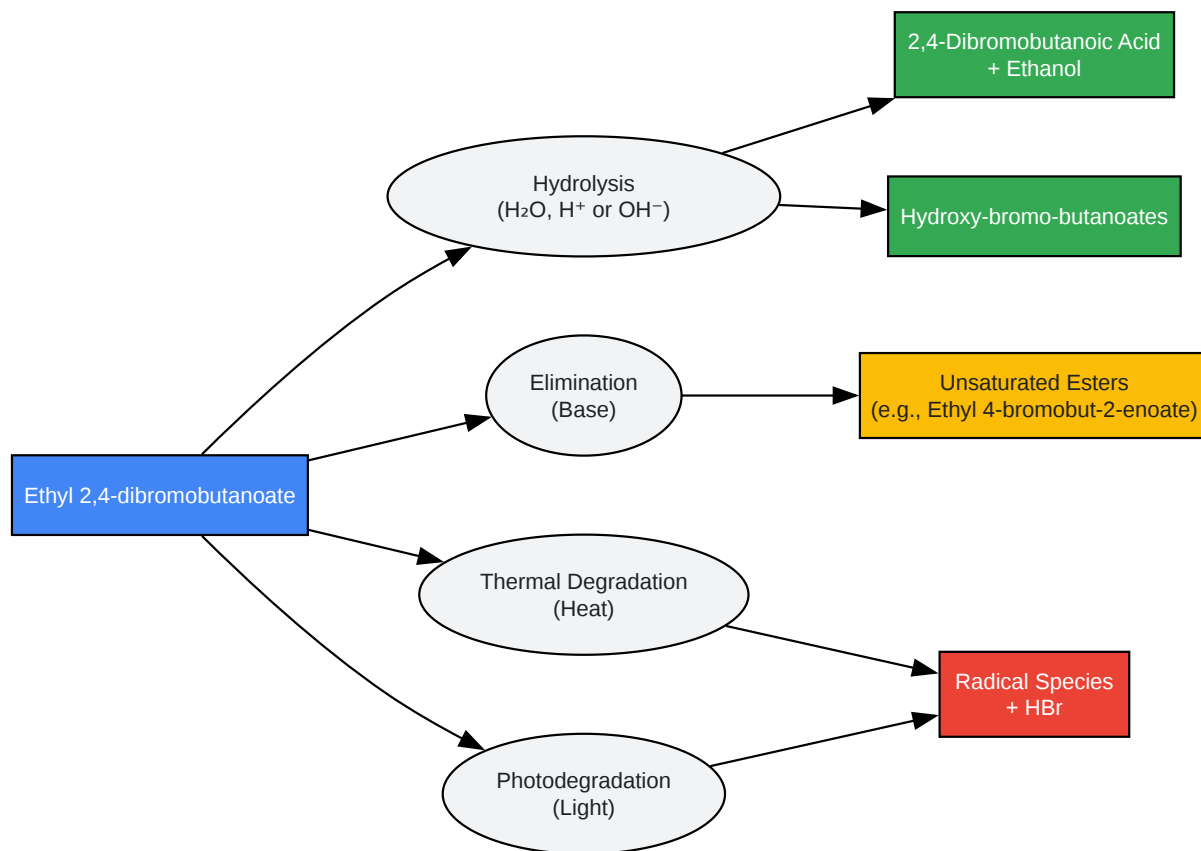 2,4-Dibromobutanoic Acid
+ Ethanol
Hydrolysis
(H₂O, H⁺ or OH⁻)
Hydroxy-bromo-butanoates
Elimination
(Base)
Unsaturated Esters
(e.g., Ethyl 4-bromobut-2-enoate)
Ethyl 2,4-dibromobutanoate
Thermal Degradation
(Heat)
Radical Species
+ HBr
Photodegradation
(Light)